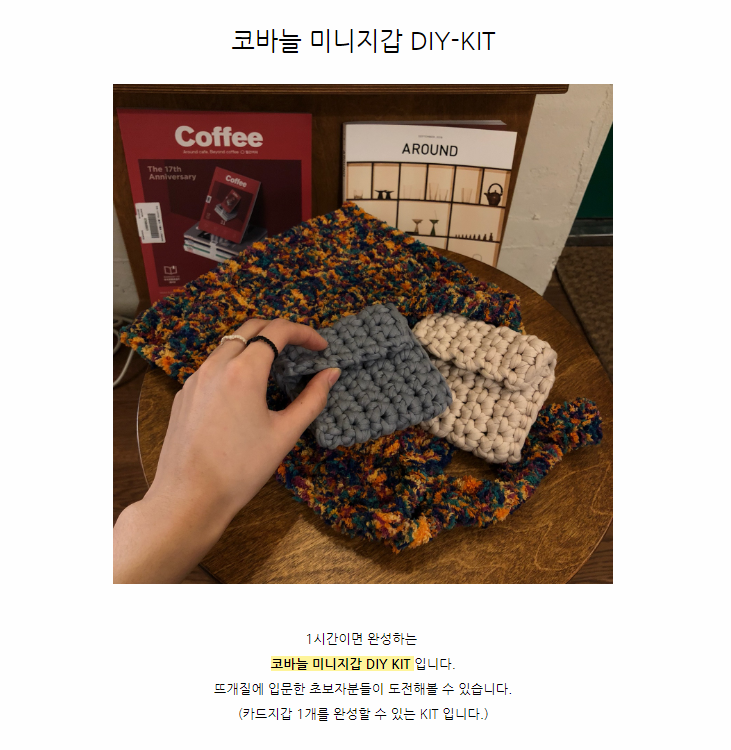 코바늘 미니지갑 DIY-KIT
Coffee
The 17th
Anniversary
Coffee
AROUND
1시간이면 완성하는
코바늘 미니지갑 DIY KIT 입니다.
뜨개질에 입문한 초보자분들이 도전해볼 수 있습니다.
(카드지갑 1개를 완성할 수 있는 KIT 입니다.)